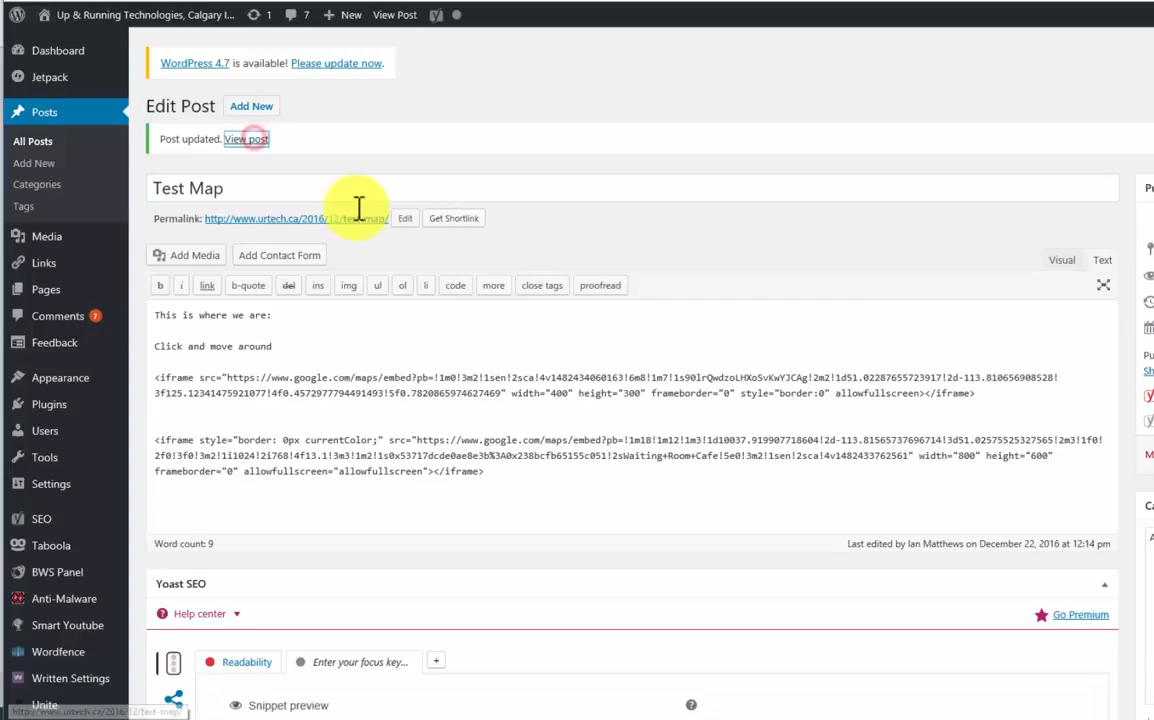 Up & Running Technologies, Calgary I... 1 7 New View Post
Dashboard
Jetpack
Posts
All Posts
Add New
Categories
Tags
Media
Links
Pages
Comments 7
Feedback
Appearance
Plugins
Users
Tools
Settings
SEO
Taboola
BWS Panel
Anti-Malware
Smart Youtube
Wordfence
Written Settings
Unite
WordPress 4.7 is available! Please update now.
Edit Post Add New
Post updated. View post
Test Map
Permalink: http://www.urtech.ca/2016/12/test-map/ Edit Get Shortlink
Add Media Add Contact Form
Visual Text
b i link b-quote del ins img ul ol li code more close tags proofread
This is where we are:
Click and move around
<iframe src="https://www.google.com/maps/embed?pb=!1m0!3m2!1sen!2sca!4v1482434060163!6m8!1m7!1s90lrQwdzoLHXoSvKwYJCAg!2m2!1d51.02287655723917!2d-113.810656908528!
3f125.12341475921077!4f0.4572977794491493!5f0.7820865974627469" width="400" height="300" frameborder="0" style="border:0" allowfullscreen></iframe>
<iframe style="border: 0px currentColor;" src="https://www.google.com/maps/embed?pb=!1m18!1m12!1m3!1d10037.919907718604!2d-113.81565737696714!3d51.02575525327565!2m3!1f0!
2f0!3f0!3m2!1i1024!2i768!4f13.1!3m3!1m2!1s0x53717dcde0ae8e3b%3A0x238bcfb65155c051!2sWaiting+Room+Cafe!5e0!3m2!1sen!2sca!4v1482433762561" width="800" height="600"
frameborder="0" allowfullscreen="allowfullscreen"></iframe>
Word count: 9 Last edited by Ian Matthews on December 22, 2016 at 12:14 pm
Yoast SEO
Help center Go Premium
Readability Enter your focus key... +
Snippet preview
http://www.urtech.ca/2016/12/test-map/